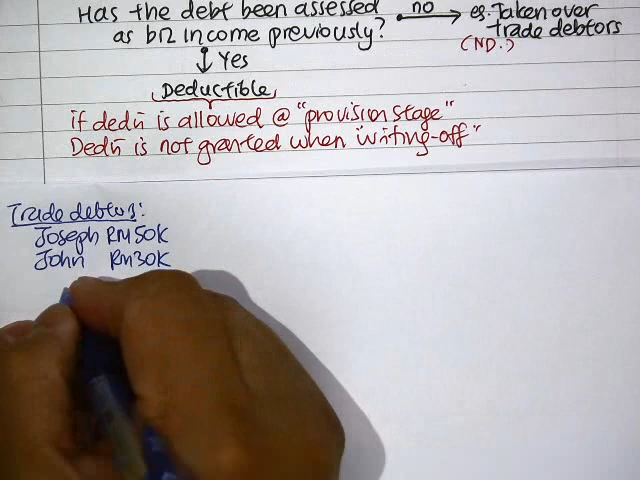 Has the debt been assessed no → eg. Taken over
as biz income previously? trade debtors
(ND.)
↓ Yes
Deductible
if dedn is allowed @ "provision stage"
Dedn is not granted when "writing-off"
Trade debtors:
Joseph RM50K
John RM30K